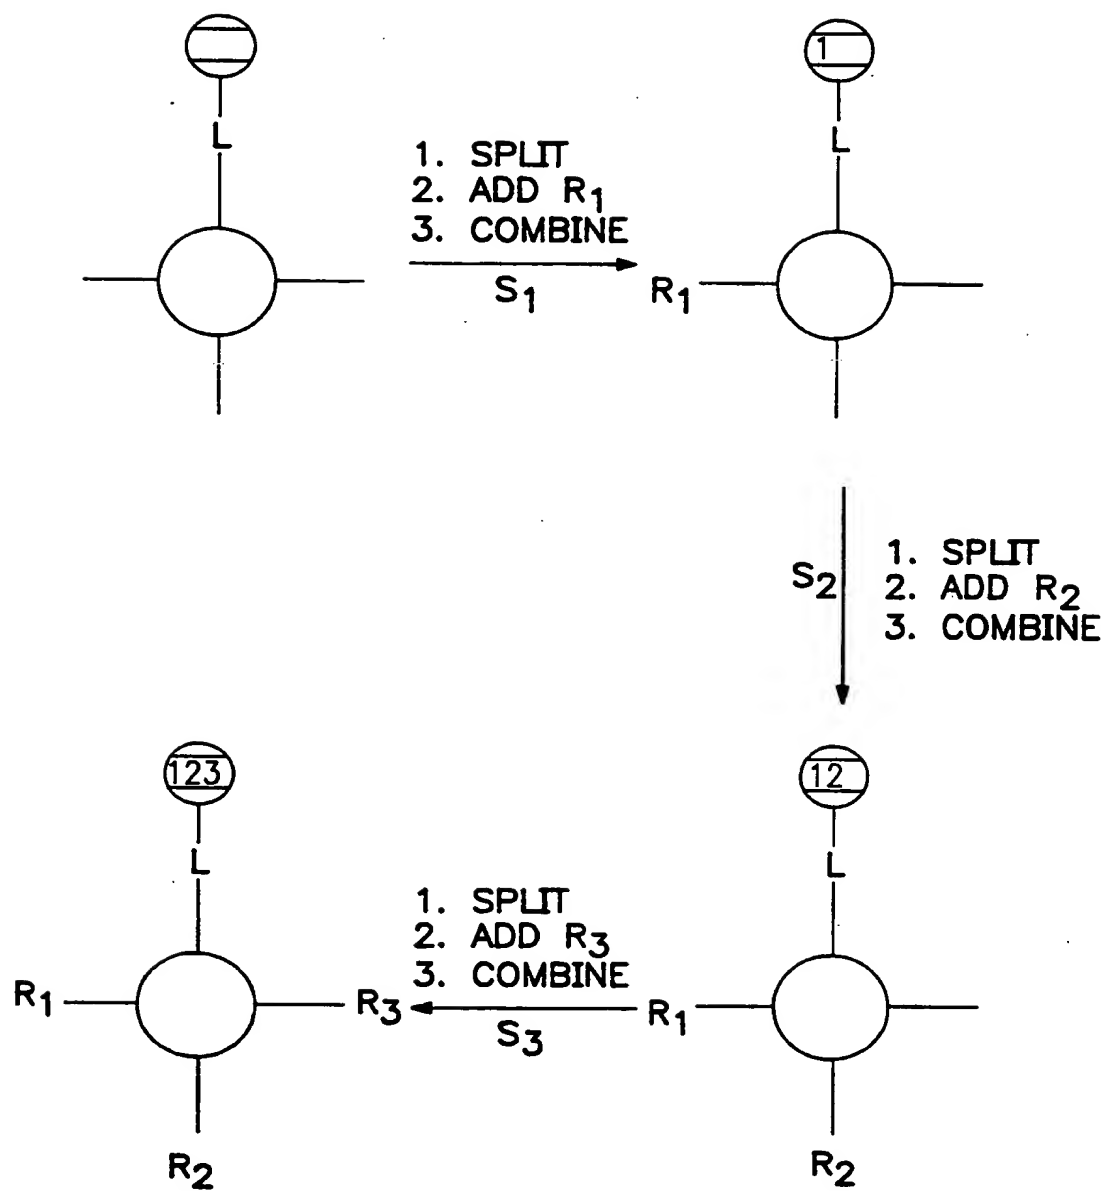 1
L
L
1. SPLIT
2. ADD R₁
3. COMBINE
S₁
R₁
S₂
1. SPLIT
2. ADD R₂
3. COMBINE
123
12
L
L
1. SPLIT
2. ADD R₃
3. COMBINE
S₃
R₁
R₃
R₁
R₂
R₂